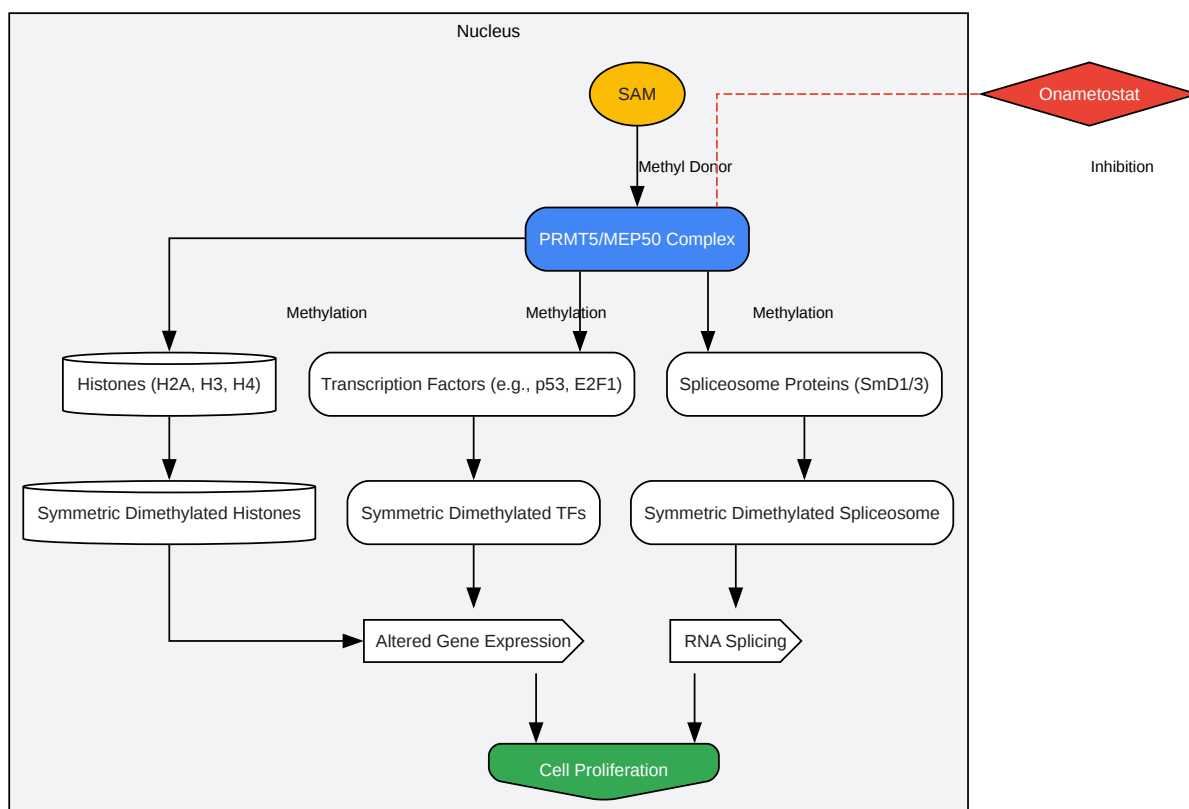 Nucleus
SAM
Onametostat
Methyl Donor
Inhibition
PRMT5/MEP50 Complex
Methylation
Methylation
Methylation
Histones (H2A, H3, H4)
Transcription Factors (e.g., p53, E2F1)
Spliceosome Proteins (SmD1/3)
Symmetric Dimethylated Histones
Symmetric Dimethylated TFs
Symmetric Dimethylated Spliceosome
Altered Gene Expression
RNA Splicing
Cell Proliferation